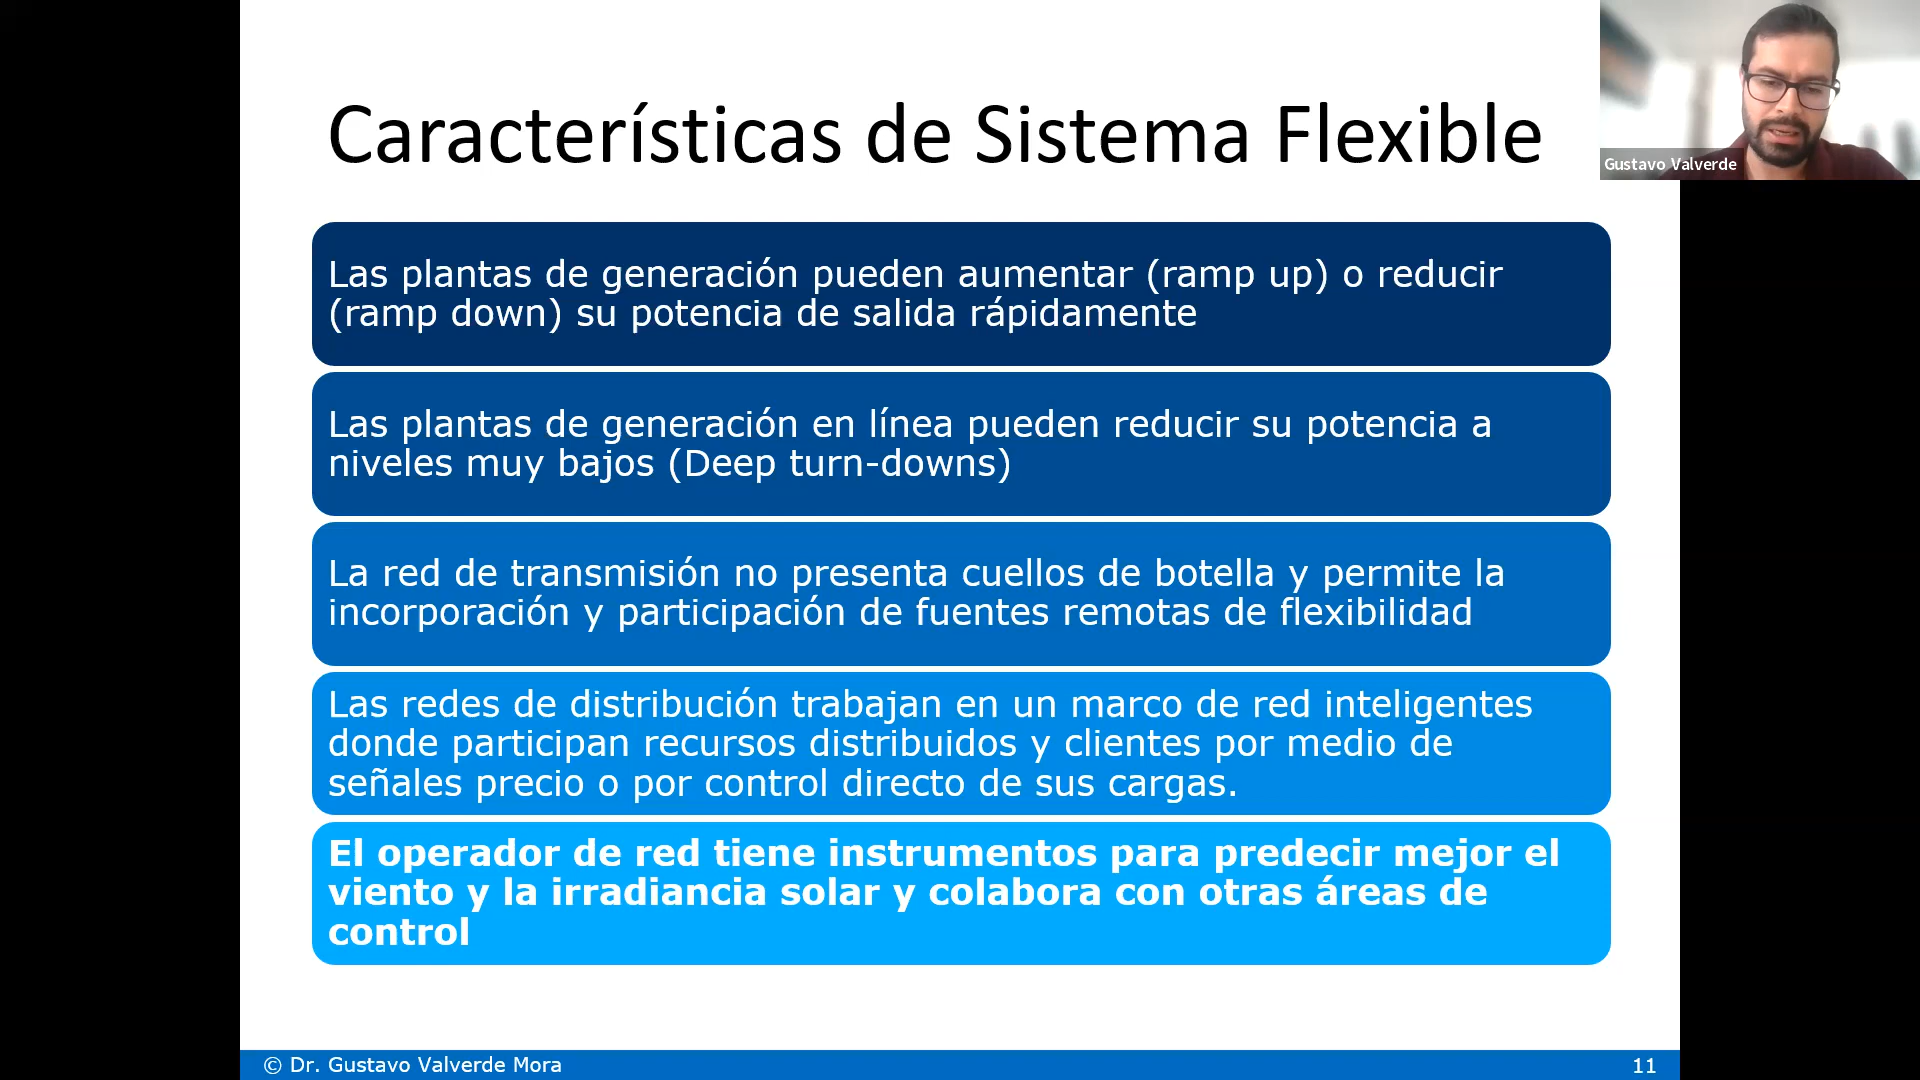 Características de Sistema Flexible
Gustavo Valverde
Las plantas de generación pueden aumentar (ramp up) o reducir
(ramp down) su potencia de salida rápidamente
Las plantas de generación en línea pueden reducir su potencia a
niveles muy bajos (Deep turn-downs)
La red de transmisión no presenta cuellos de botella y permite la
incorporación y participación de fuentes remotas de flexibilidad
Las redes de distribución trabajan en un marco de red inteligentes
donde participan recursos distribuidos y clientes por medio de
señales precio o por control directo de sus cargas.
El operador de red tiene instrumentos para predecir mejor el
viento y la irradiancia solar y colabora con otras áreas de
control
© Dr. Gustavo Valverde Mora
11